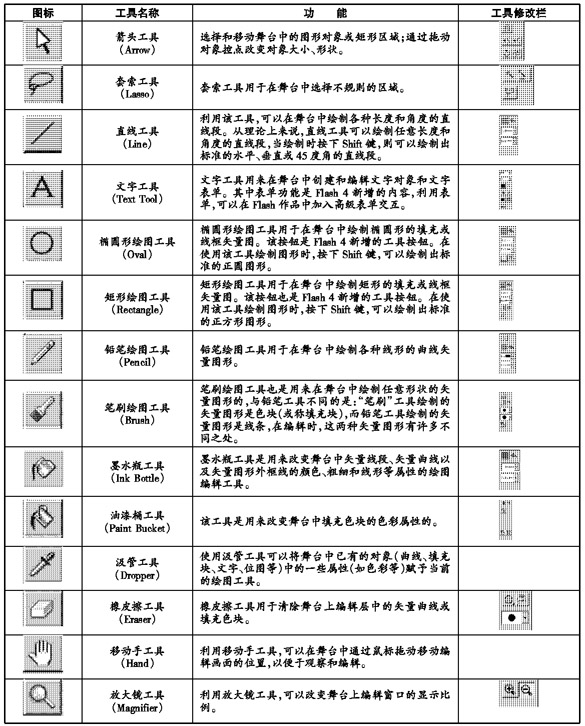 图标 工具名称 功 能 工具修改栏
箭头工具
(Arrow)
选择和移动舞台中的图形对象或矩形区域;通过拖动
对象控点改变对象大小、形状。
套索工具
(Lasso)
套索工具用于在舞台中选择不规则的区域。
直线工具
(Line)
利用该工具,可以在舞台中绘制各种长度和角度的直
线段。从理论上来说,直线工具可以绘制任意长度和
角度的直线段,当绘制时按下 Shift 键,则可以绘制出
标准的水平、垂直或 45 度角的直线段。
A
文字工具
(Text Tool)
文字工具用来在舞台中创建和编辑文字对象和文字
表单。其中表单功能是 Flash 4 新增的内容,利用表
单,可以在 Flash 作品中加入高级表单交互。
椭圆形绘图工具
(Oval)
椭圆形绘图工具用于在舞台中绘制椭圆形的填充或
线框矢量图。该按钮是 Flash 4 新增的工具按钮。在
使用该工具绘制图形时,按下 Shift 键,可以绘制出标
准的正圆图形。
矩形绘图工具
(Rectangle)
矩形绘图工具用于在舞台中绘制矩形的填充或线框
矢量图。该按钮也是 Flash 4 新增的工具按钮。在使
用该工具绘制图形时,按下 Shift 键,可以绘制出标准
的正方形图形。
铅笔绘图工具
(Pencil)
铅笔绘图工具用于在舞台中绘制各种线形的曲线矢
量图形。
笔刷绘图工具
(Brush)
笔刷绘图工具也是用来在舞台中绘制任意形状的矢
量图形的,与铅笔工具不同的是:“笔刷”工具绘制的
矢量图形是色块(或称填充块),而铅笔工具绘制的矢
量图形是线条,在编辑时,这两种矢量图形有许多不
同之处。
墨水瓶工具
(Ink Bottle)
墨水瓶工具是用来改变舞台中矢量线段、矢量曲线以
及矢量图形外框线的颜色、粗细和线形等属性的绘图
编辑工具。
油漆桶工具
(Paint Bucket)
该工具是用来改变舞台中填充色块的色彩属性的。
汲管工具
(Dropper)
使用汲管工具可以将舞台中已有的对象(曲线、填充
块、文字、位图等)中的一些属性(如色彩等)赋予当前
的绘图工具。
橡皮擦工具
(Eraser)
橡皮擦工具用于清除舞台上编辑层中的矢量曲线或
填充色块。
移动手工具
(Hand)
利用移动手工具,可以在舞台中通过鼠标拖动移动编
辑画面的位置,以便于观察和编辑。
放大镜工具
(Magnifier)
利用放大镜工具,可以改变舞台上编辑窗口的显示比
例。